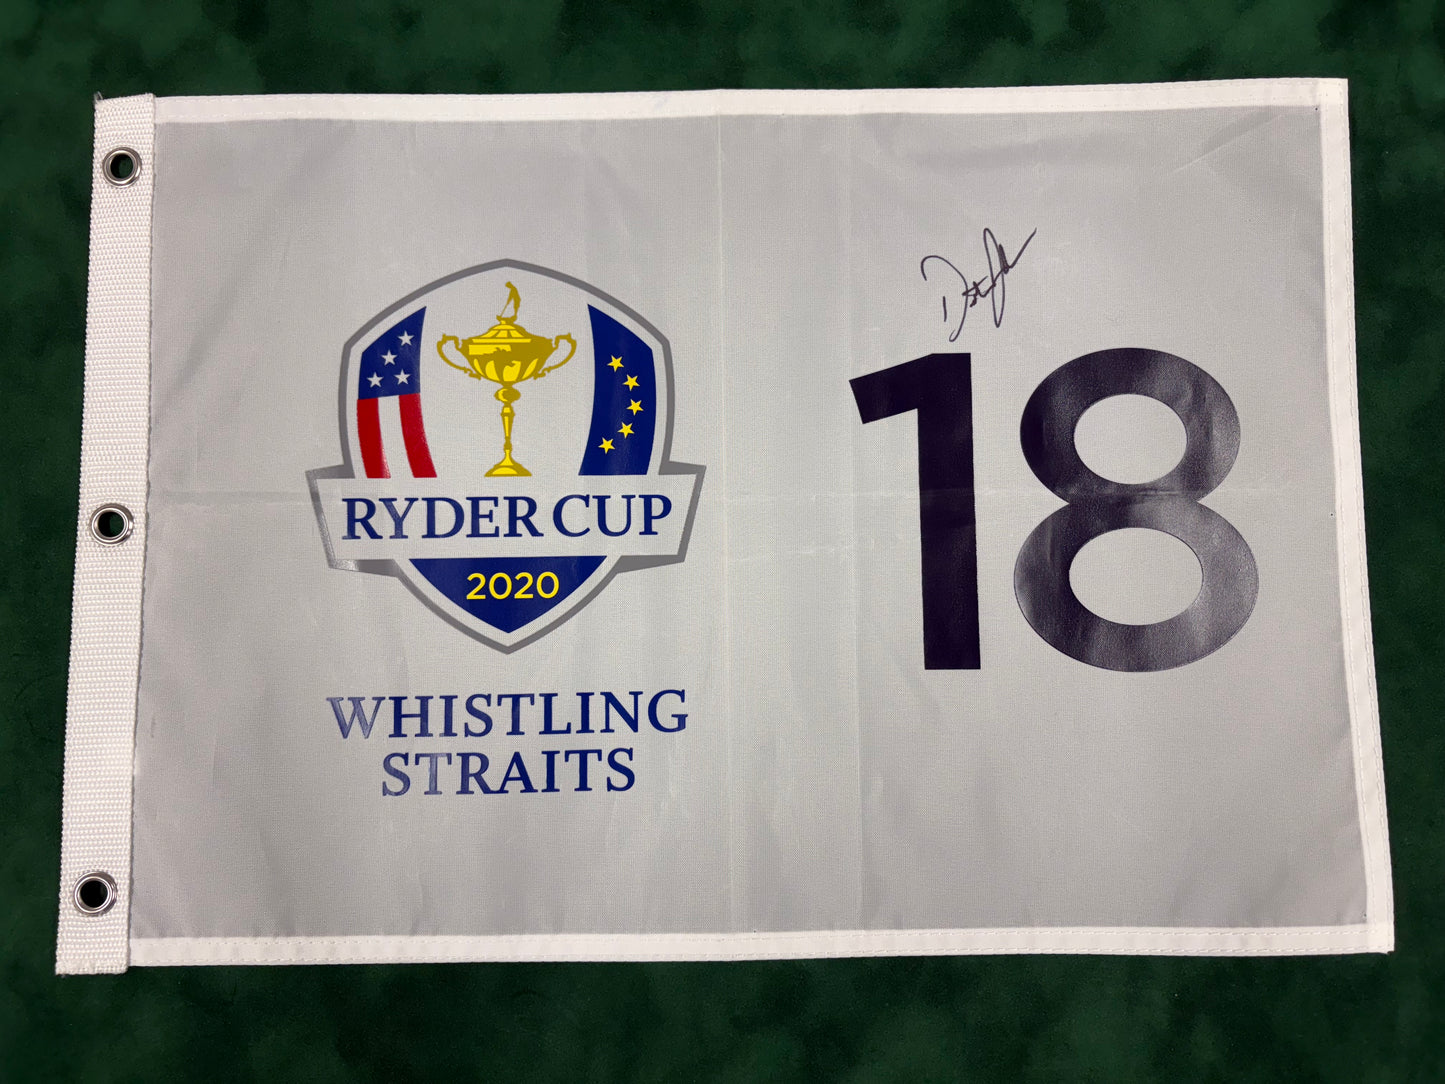 RYDER CUP
2020
WHISTLING
STRAITS
18